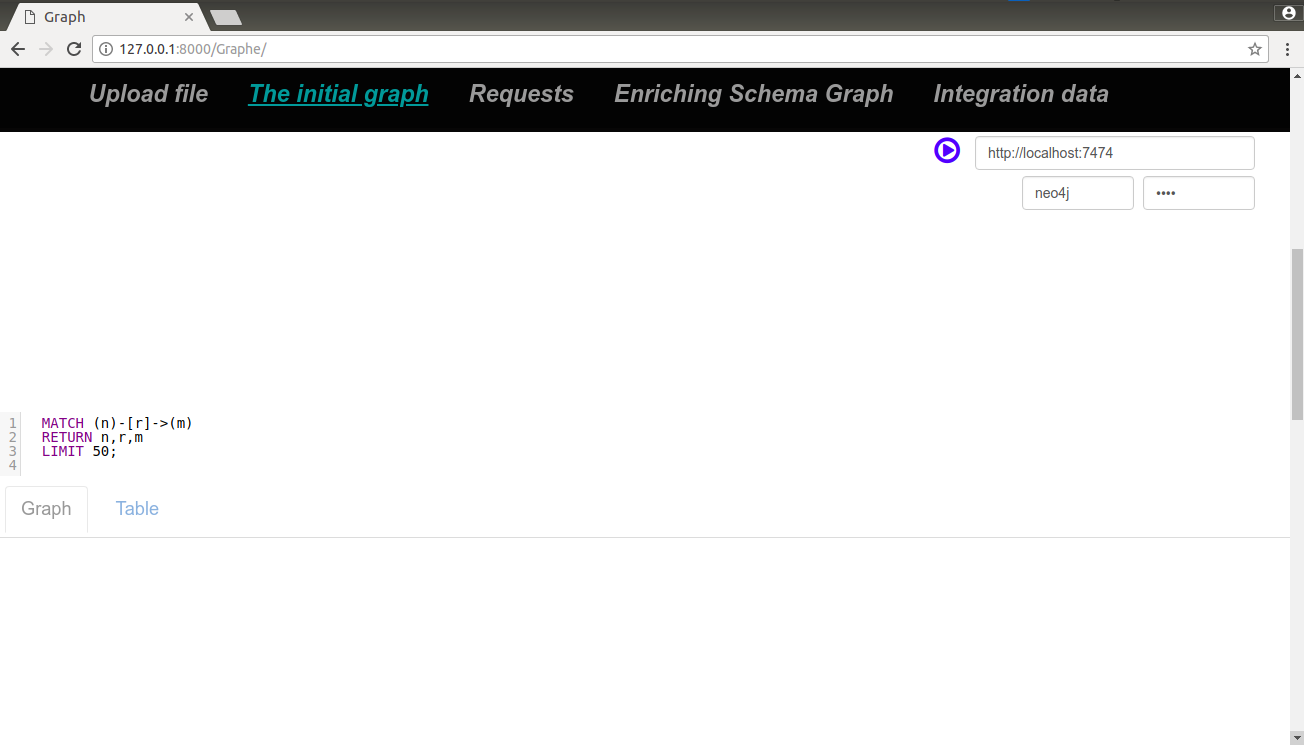 Graph
127.0.0.1:8000/Graphe/
Upload file The initial graph Requests Enriching Schema Graph Integration data
http://localhost:7474
neo4j ••••
1 MATCH (n)-[r]->(m)
2 RETURN n,r,m
3 LIMIT 50;
4
Graph Table